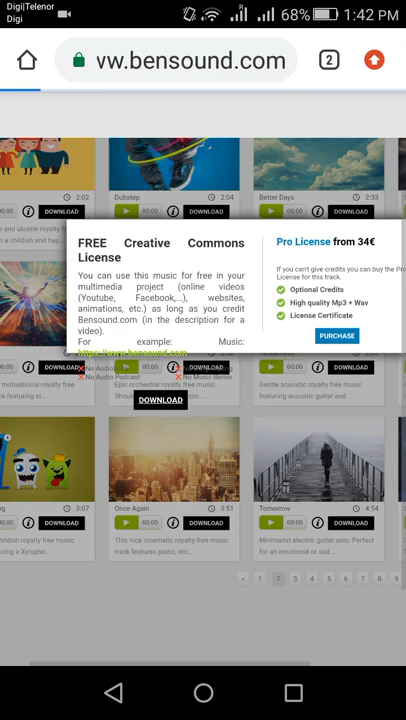 Digi|Telenor
Digi
R
68%
1:42 PM
vw.bensound.com
2
2:02
Dubstep
2:04
Better Days
2:33
00:00
DOWNLOAD
00:00
DOWNLOAD
00:00
DOWNLOAD
FREE Creative Commons
License
You can use this music for free in your
multimedia project (online videos
(Youtube, Facebook,...), websites,
animations, etc.) as long as you credit
Bensound.com (in the description for a
video).
For example: Music:
https://www.bensound.com
No Audio
No Audio Podcast
No Music Remix
DOWNLOAD
Pro License from 34€
If you can't give credits you can buy the Pro
License for this track.
Optional Credits
High quality Mp3 + Wav
License Certificate
PURCHASE
motivational royalty free
Epic orchestral royalty free music.
Gentle acoustic royalty free music
featuring acoustic guitar and ...
3:07
Once Again
3:51
Tomorrow
4:54
00:00
DOWNLOAD
00:00
DOWNLOAD
00:00
DOWNLOAD
hildish royalty free music
uring a Xylopho...
This nice cinematic royalty free music
track features piano, stri...
Minimalist electric guitar solo. Perfect
for an emotional or sad ...
« 1 2 3 4 5 6 7 8 9